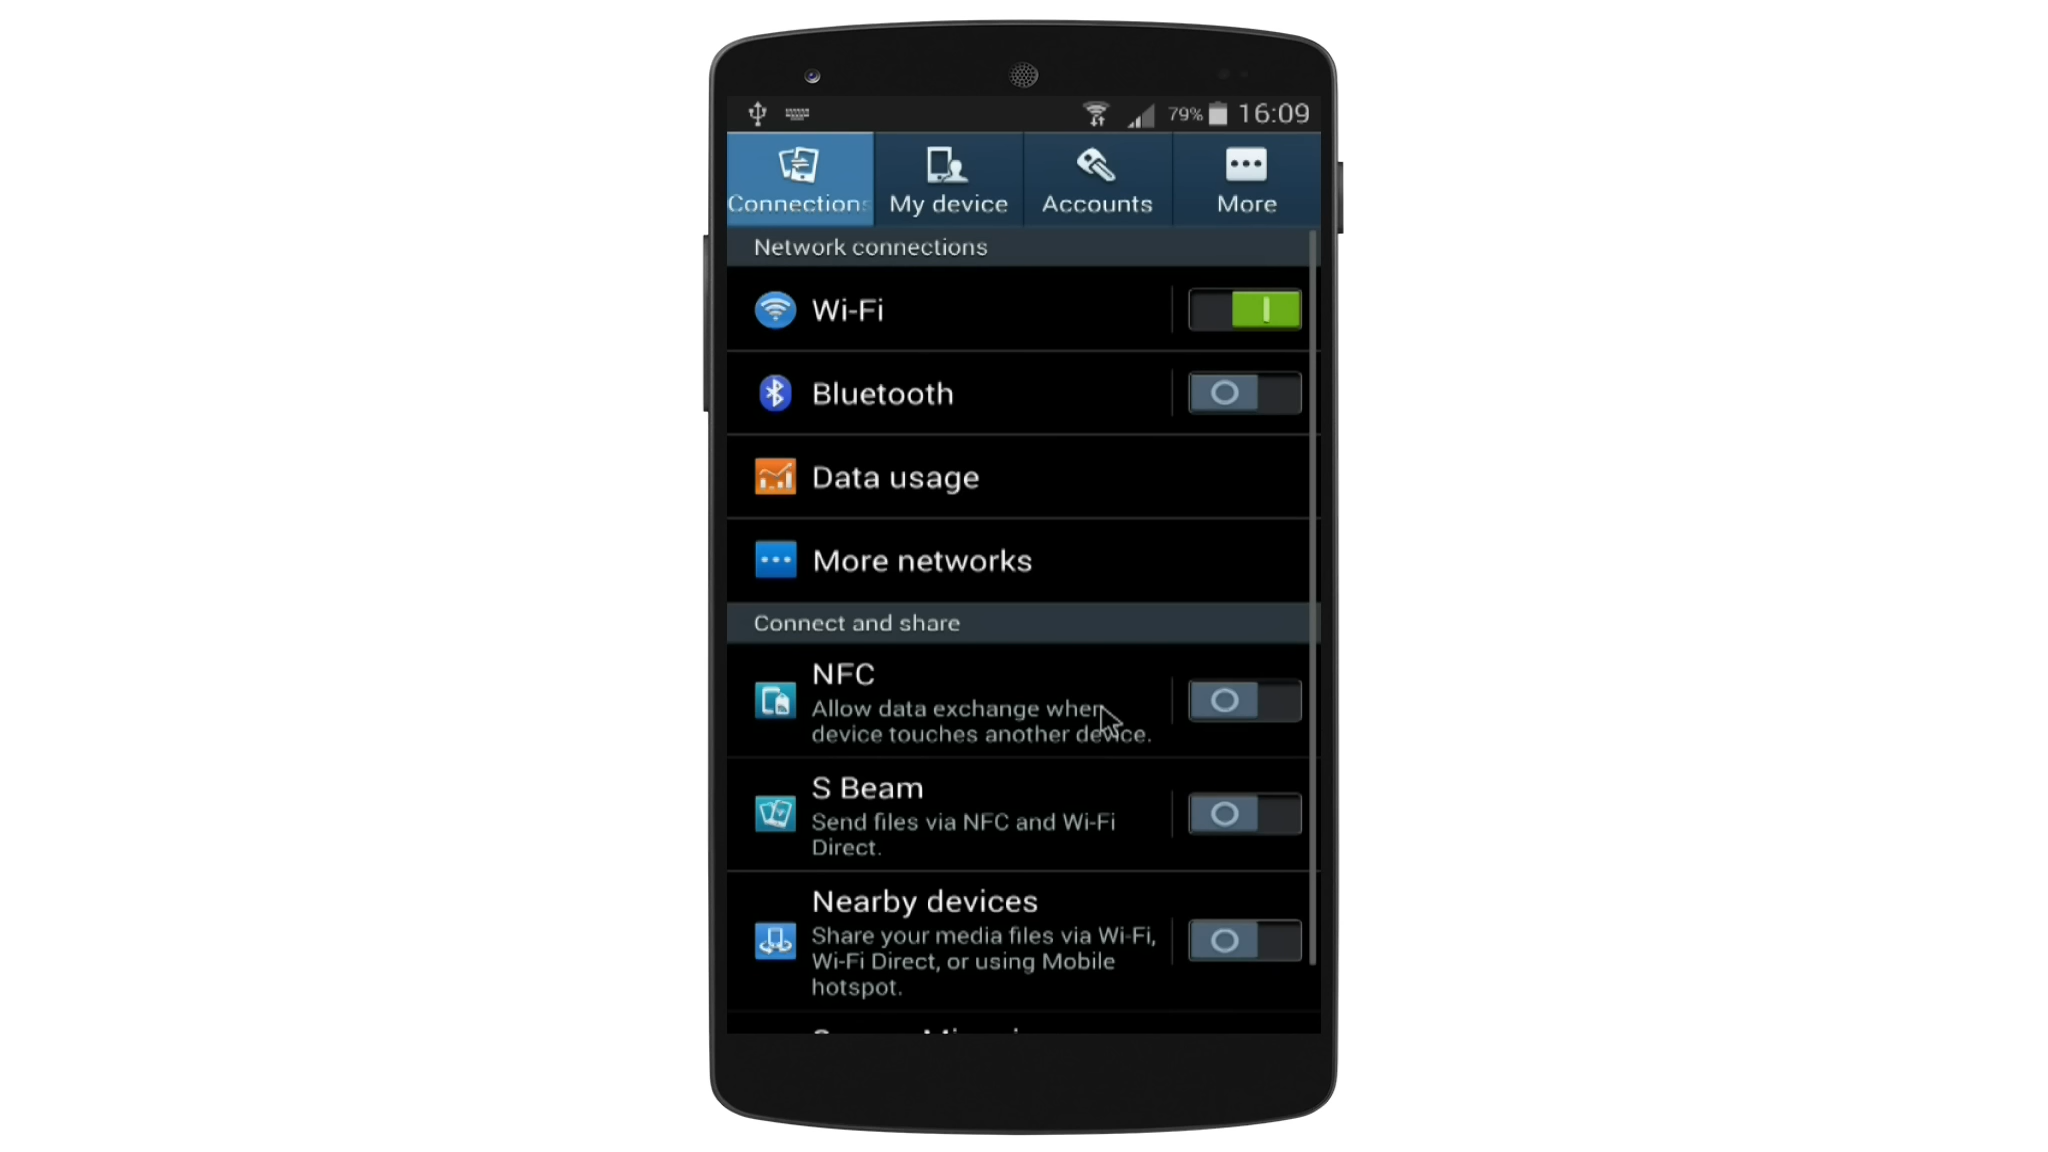 79% 16:09
Connections My device Accounts More
Network connections
Wi-Fi
Bluetooth
Data usage
More networks
Connect and share
NFC
Allow data exchange when
device touches another device.
S Beam
Send files via NFC and Wi-Fi
Direct.
Nearby devices
Share your media files via Wi-Fi,
Wi-Fi Direct, or using Mobile
hotspot.